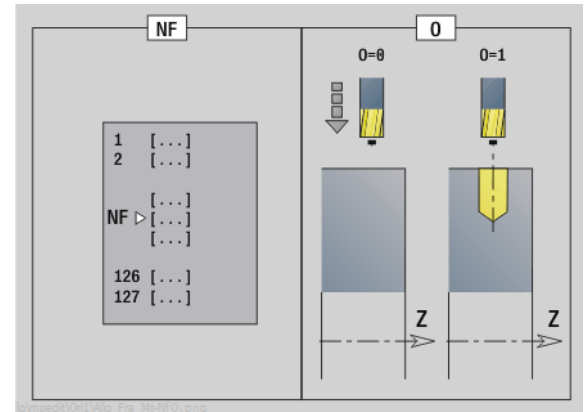 NF
1 [...]
2 [...]
[...]
NF [...]
[...]
126 [...]
127 [...]
O
O=0 O=1
Z Z